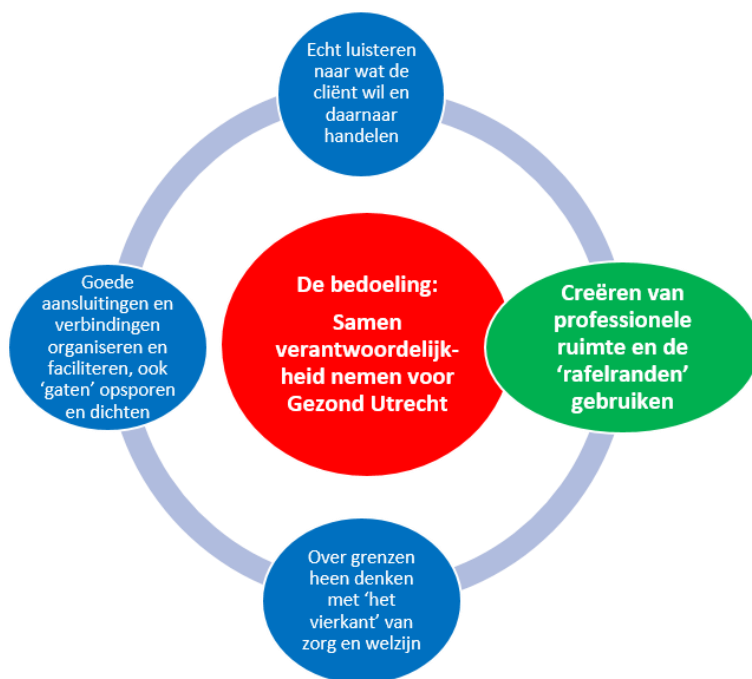 Echt luisteren
naar wat de
cliënt wil en
daarnaar
handelen
De bedoeling:
Samen
verantwoordelijk-
heid nemen voor
Gezond Utrecht
Creëren van
professionele
ruimte en de
‘rafelranden’
gebruiken
Over grenzen
heen denken
met ‘het
vierkant’ van
zorg en welzijn
Goede
aansluitingen en
verbindingen
organiseren en
faciliteren, ook
‘gaten’ opsporen
en dichten